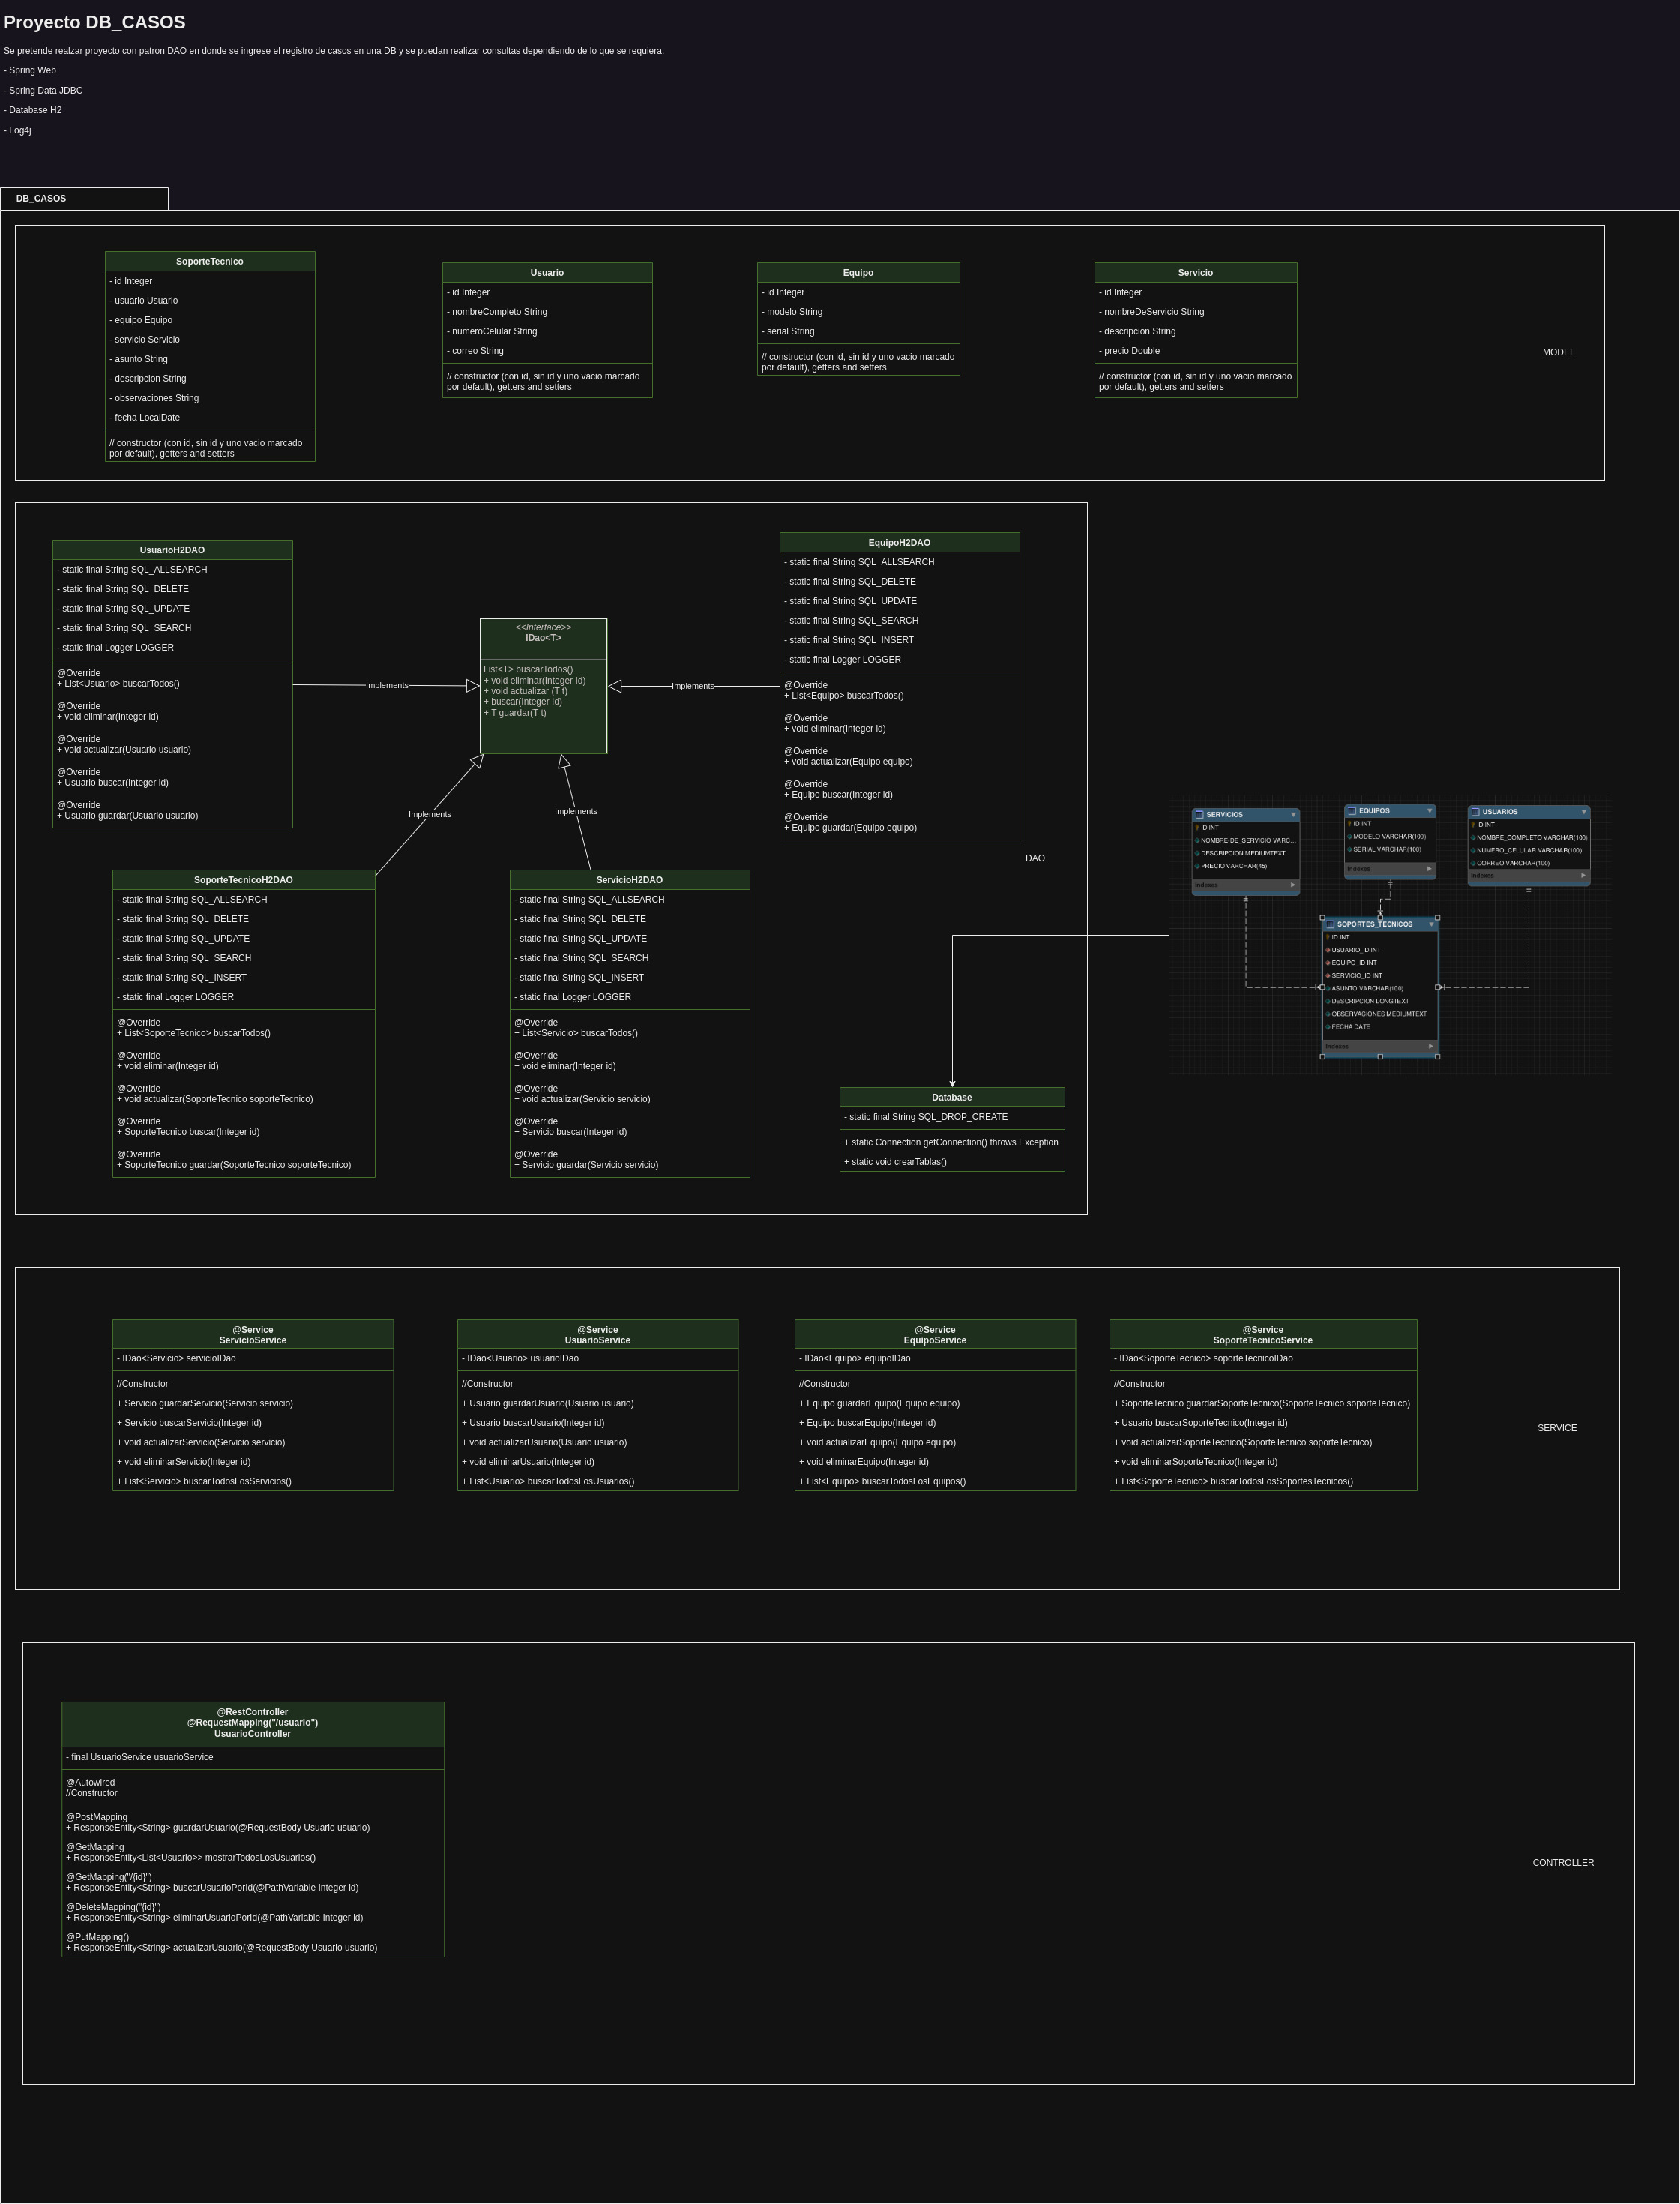 Proyecto DB_CASOS
Se pretende realzar proyecto con patron DAO en donde se ingrese el registro de casos en una DB y se puedan realizar consultas dependiendo de lo que se requiera.
- Spring Web
- Spring Data JDBC
- Database H2
- Log4j
DB_CASOS
SoporteTecnico
- id Integer
- usuario Usuario
- equipo Equipo
- servicio Servicio
- asunto String
- descripcion String
- observaciones String
- fecha LocalDate
// constructor (con id, sin id y uno vacio marcado
por default), getters and setters
Usuario
- id Integer
- nombreCompleto String
- numeroCelular String
- correo String
// constructor (con id, sin id y uno vacio marcado
por default), getters and setters
Equipo
- id Integer
- modelo String
- serial String
// constructor (con id, sin id y uno vacio marcado
por default), getters and setters
Servicio
- id Integer
- nombreDeServicio String
- descripcion String
- precio Double
// constructor (con id, sin id y uno vacio marcado
por default), getters and setters
MODEL
UsuarioH2DAO
- static final String SQL_ALLSEARCH
- static final String SQL_DELETE
- static final String SQL_UPDATE
- static final String SQL_SEARCH
- static final Logger LOGGER
@Override
+ List<Usuario> buscarTodos()
@Override
+ void eliminar(Integer id)
@Override
+ void actualizar(Usuario usuario)
@Override
+ Usuario buscar(Integer id)
@Override
+ Usuario guardar(Usuario usuario)
Implements
<<Interface>>
IDao<T>
List<T> buscarTodos()
+ void eliminar(Integer Id)
+ void actualizar (T t)
+ buscar(Integer Id)
+ T guardar(T t)
Implements
EquipoH2DAO
- static final String SQL_ALLSEARCH
- static final String SQL_DELETE
- static final String SQL_UPDATE
- static final String SQL_SEARCH
- static final String SQL_INSERT
- static final Logger LOGGER
@Override
+ List<Equipo> buscarTodos()
@Override
+ void eliminar(Integer id)
@Override
+ void actualizar(Equipo equipo)
@Override
+ Equipo buscar(Integer id)
@Override
+ Equipo guardar(Equipo equipo)
Implements
Implements
DAO
SoporteTecnicoH2DAO
- static final String SQL_ALLSEARCH
- static final String SQL_DELETE
- static final String SQL_UPDATE
- static final String SQL_SEARCH
- static final String SQL_INSERT
- static final Logger LOGGER
@Override
+ List<SoporteTecnico> buscarTodos()
@Override
+ void eliminar(Integer id)
@Override
+ void actualizar(SoporteTecnico soporteTecnico)
@Override
+ SoporteTecnico buscar(Integer id)
@Override
+ SoporteTecnico guardar(SoporteTecnico soporteTecnico)
ServicioH2DAO
- static final String SQL_ALLSEARCH
- static final String SQL_DELETE
- static final String SQL_UPDATE
- static final String SQL_SEARCH
- static final String SQL_INSERT
- static final Logger LOGGER
@Override
+ List<Servicio> buscarTodos()
@Override
+ void eliminar(Integer id)
@Override
+ void actualizar(Servicio servicio)
@Override
+ Servicio buscar(Integer id)
@Override
+ Servicio guardar(Servicio servicio)
Database
- static final String SQL_DROP_CREATE
+ static Connection getConnection() throws Exception
+ static void crearTablas()
SERVICIOS
ID INT
NOMBRE-DE_SERVICIO VARC...
DESCRIPCION MEDIUMTEXT
PRECIO VARCHAR(45)
Indexes
EQUIPOS
ID INT
MODELO VARCHAR(100)
SERIAL VARCHAR(100)
Indexes
USUARIOS
ID INT
NOMBRE_COMPLETO VARCHAR(100)
NUMERO_CELULAR VARCHAR(100)
CORREO VARCHAR(100)
Indexes
SOPORTES_TECNICOS
ID INT
USUARIO_ID INT
EQUIPO_ID INT
SERVICIO_ID INT
ASUNTO VARCHAR(100)
DESCRIPCION LONGTEXT
OBSERVACIONES MEDIUMTEXT
FECHA DATE
Indexes
@Service
ServicioService
- IDao<Servicio> servicioIDao
//Constructor
+ Servicio guardarServicio(Servicio servicio)
+ Servicio buscarServicio(Integer id)
+ void actualizarServicio(Servicio servicio)
+ void eliminarServicio(Integer id)
+ List<Servicio> buscarTodosLosServicios()
@Service
UsuarioService
- IDao<Usuario> usuarioIDao
//Constructor
+ Usuario guardarUsuario(Usuario usuario)
+ Usuario buscarUsuario(Integer id)
+ void actualizarUsuario(Usuario usuario)
+ void eliminarUsuario(Integer id)
+ List<Usuario> buscarTodosLosUsuarios()
@Service
EquipoService
- IDao<Equipo> equipoIDao
//Constructor
+ Equipo guardarEquipo(Equipo equipo)
+ Equipo buscarEquipo(Integer id)
+ void actualizarEquipo(Equipo equipo)
+ void eliminarEquipo(Integer id)
+ List<Equipo> buscarTodosLosEquipos()
@Service
SoporteTecnicoService
- IDao<SoporteTecnico> soporteTecnicoIDao
//Constructor
+ SoporteTecnico guardarSoporteTecnico(SoporteTecnico soporteTecnico)
+ Usuario buscarSoporteTecnico(Integer id)
+ void actualizarSoporteTecnico(SoporteTecnico soporteTecnico)
+ void eliminarSoporteTecnico(Integer id)
+ List<SoporteTecnico> buscarTodosLosSoportesTecnicos()
SERVICE
@RestController
@RequestMapping("/usuario")
UsuarioController
- final UsuarioService usuarioService
@Autowired
//Constructor
@PostMapping
+ ResponseEntity<String> guardarUsuario(@RequestBody Usuario usuario)
@GetMapping
+ ResponseEntity<List<Usuario>> mostrarTodosLosUsuarios()
@GetMapping("/{id}")
+ ResponseEntity<String> buscarUsuarioPorId(@PathVariable Integer id)
@DeleteMapping("{id}")
+ ResponseEntity<String> eliminarUsuarioPorId(@PathVariable Integer id)
@PutMapping()
+ ResponseEntity<String> actualizarUsuario(@RequestBody Usuario usuario)
CONTROLLER